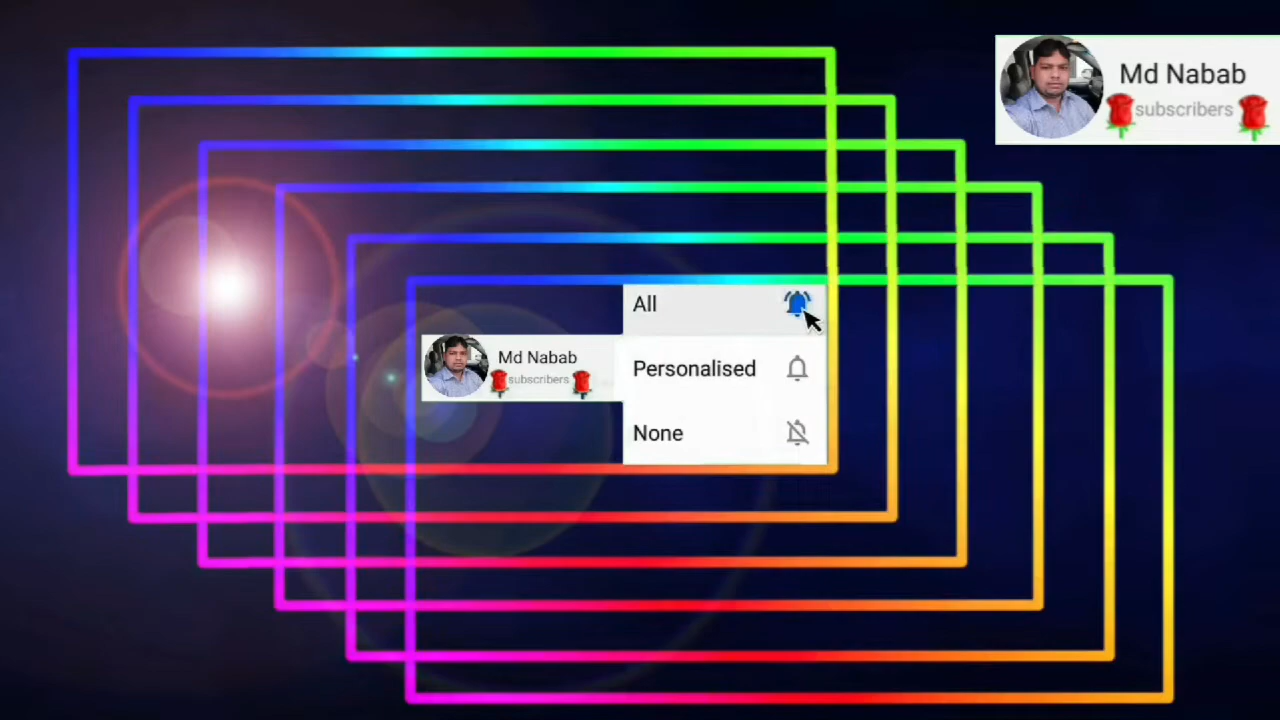 Md Nabab
subscribers
All
Md Nabab
subscribers
Personalised
None